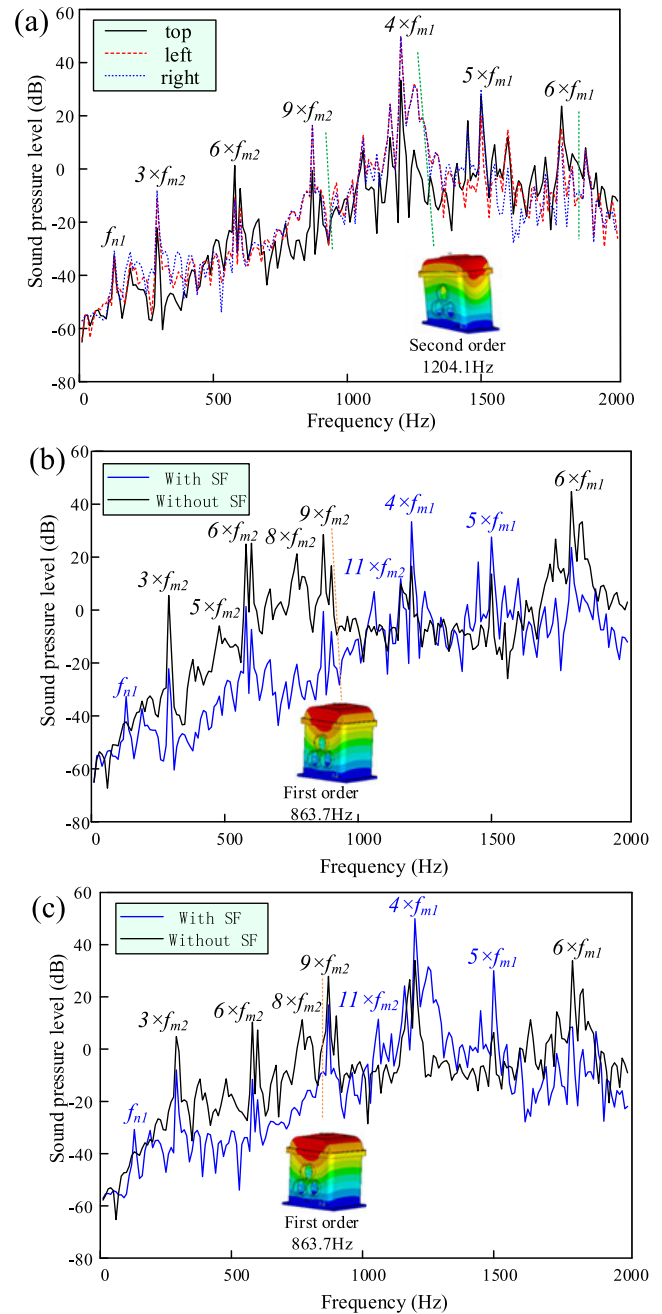 (a)
top
left
right
4×fm1
5×fm1
6×fm1
9×fm2
6×fm2
3×fm2
fn1
Sound pressure level (dB)
60
40
20
0
-20
-40
-60
-80
Second order
1204.1Hz
0 500 1000 1500 2000
Frequency (Hz)
(b)
With SF
Without SF
6×fm1
4×fm1
9×fm2
5×fm1
6×fm2
8×fm2
11×fm2
3×fm2
5×fm2
fn1
Sound pressure level (dB)
60
40
20
0
-20
-40
-60
-80
First order
863.7Hz
0 500 1000 1500 2000
Frequency (Hz)
(c)
With SF
Without SF
4×fm1
5×fm1
6×fm1
9×fm2
3×fm2
6×fm2
8×fm2
11×fm2
fn1
Sound pressure level (dB)
60
40
20
0
-20
-40
-60
-80
First order
863.7Hz
0 500 1000 1500 2000
Frequency (Hz)